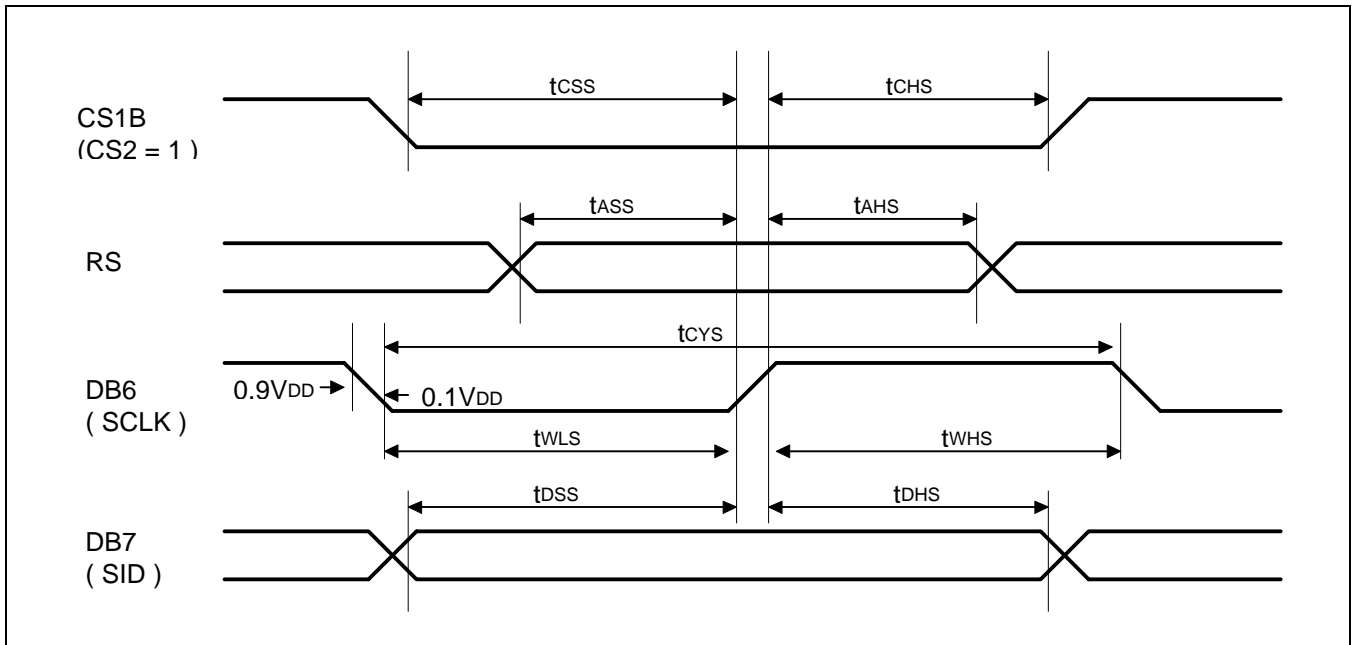 tCSS
tCHS
CS1B
(CS2 = 1 )
tASS
tAHS
RS
tCYS
DB6
( SCLK )
0.9VDD
0.1VDD
tWLS
tWHS
tDSS
tDHS
DB7
( SID )